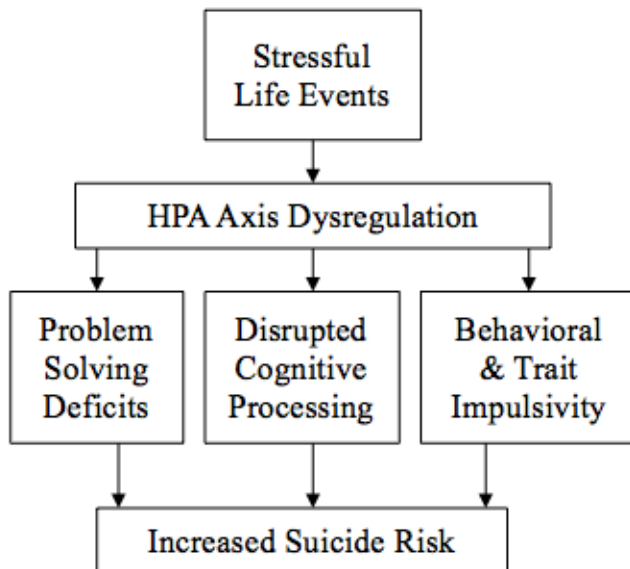 Stressful
Life Events
HPA Axis Dysregulation
Problem
Solving
Deficits
Disrupted
Cognitive
Processing
Behavioral
& Trait
Impulsivity
Increased Suicide Risk